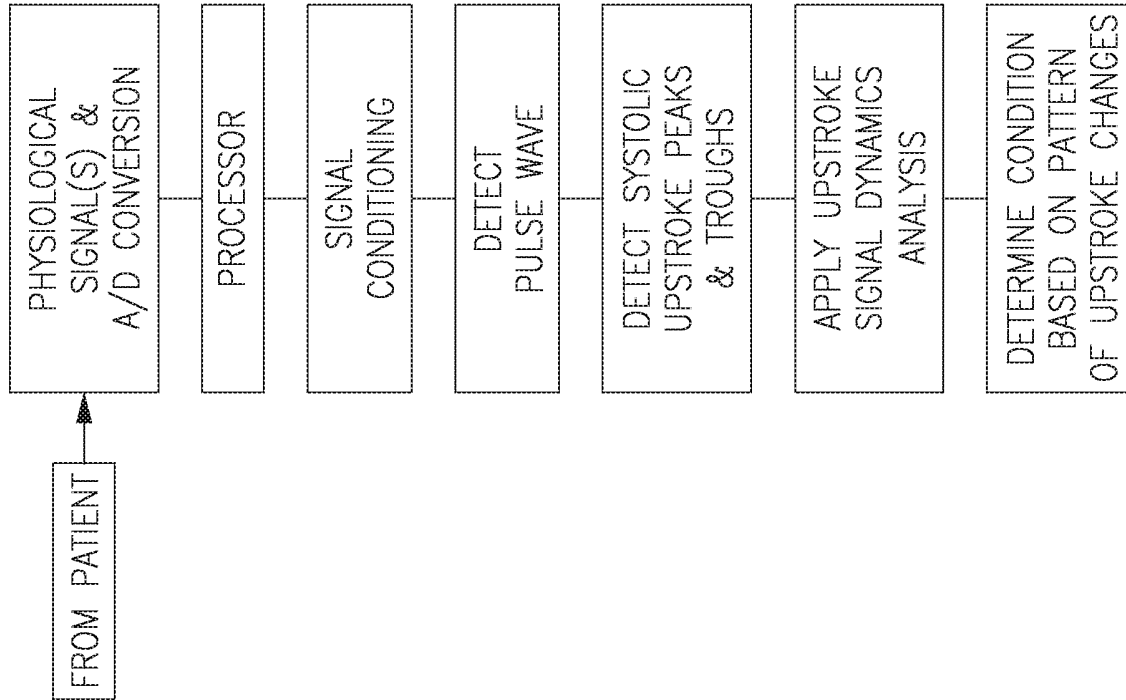 FROM PATIENT
PHYSIOLOGICAL
SIGNAL(S) &
A/D CONVERSION
PROCESSOR
SIGNAL
CONDITIONING
DETECT
PULSE WAVE
DETECT SYSTOLIC
UPSTROKE PEAKS
& TROUGHS
APPLY UPSTROKE
SIGNAL DYNAMICS
ANALYSIS
DETERMINE CONDITION
BASED ON PATTERN
OF UPSTROKE CHANGES